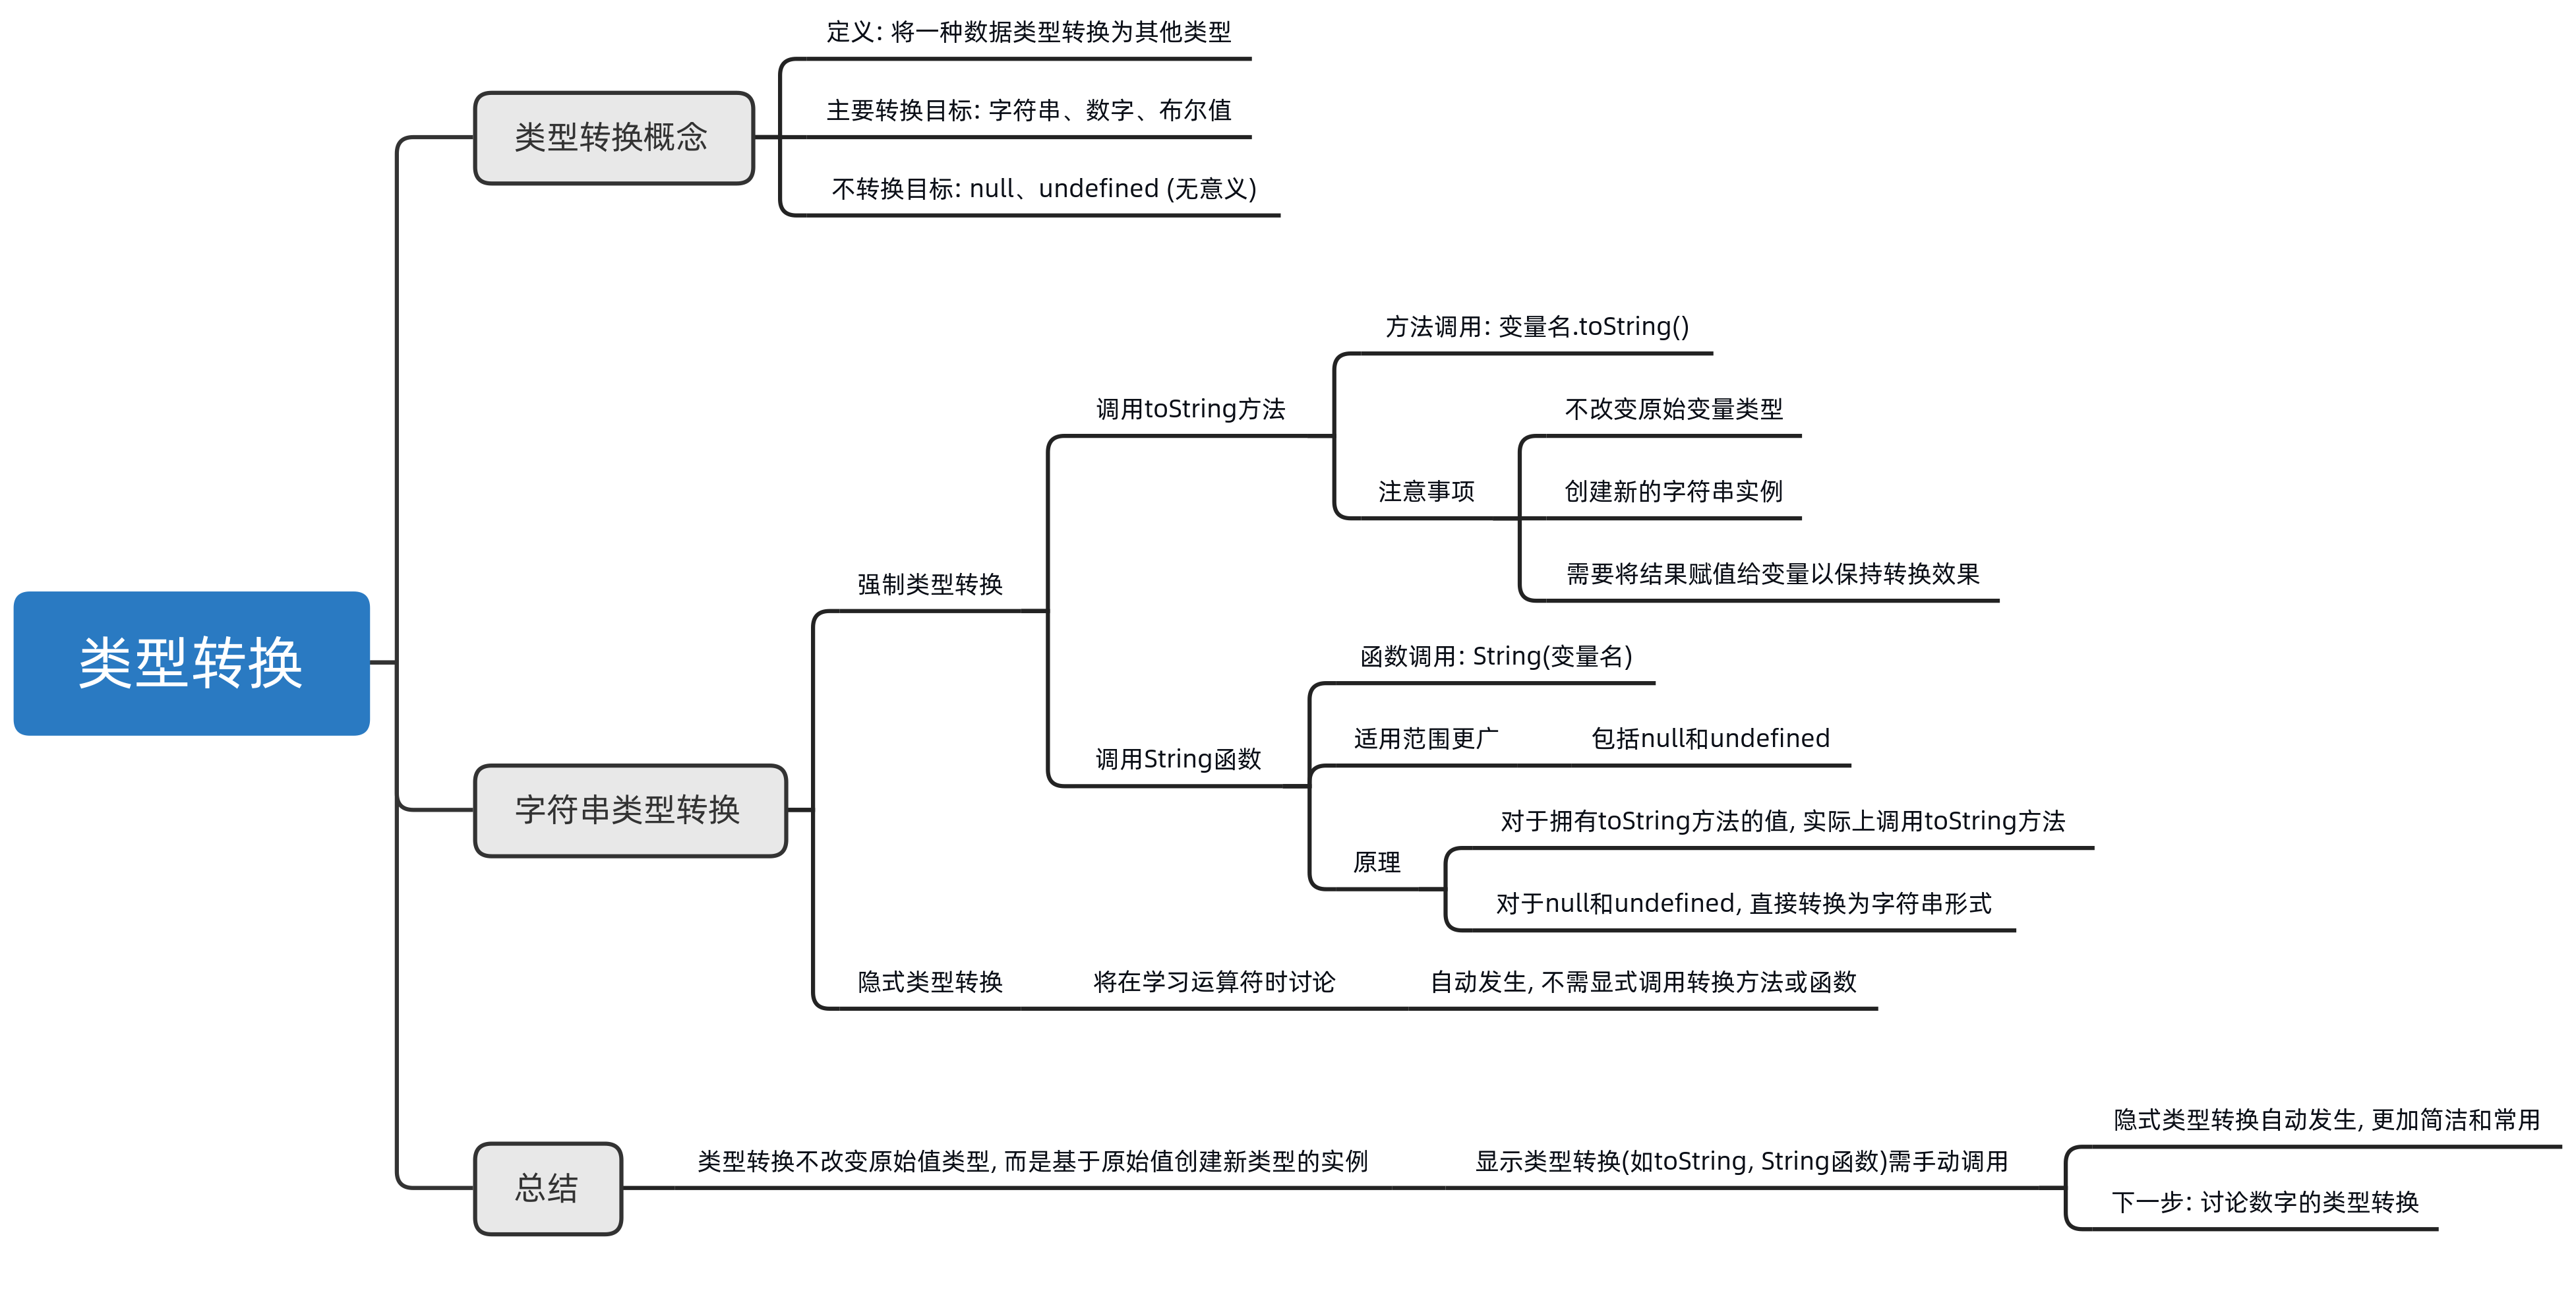 类型转换
类型转换概念
定义: 将一种数据类型转换为其他类型
主要转换目标: 字符串、数字、布尔值
不转换目标: null、undefined (无意义)
字符串类型转换
强制类型转换
调用toString方法
方法调用: 变量名.toString()
注意事项
不改变原始变量类型
创建新的字符串实例
需要将结果赋值给变量以保持转换效果
调用String函数
函数调用: String(变量名)
适用范围更广
包括null和undefined
原理
对于拥有toString方法的值, 实际上调用toString方法
对于null和undefined, 直接转换为字符串形式
隐式类型转换
将在学习运算符时讨论
自动发生, 不需显式调用转换方法或函数
总结
类型转换不改变原始值类型, 而是基于原始值创建新类型的实例
显示类型转换(如toString, String函数)需手动调用
隐式类型转换自动发生, 更加简洁和常用
下一步: 讨论数字的类型转换